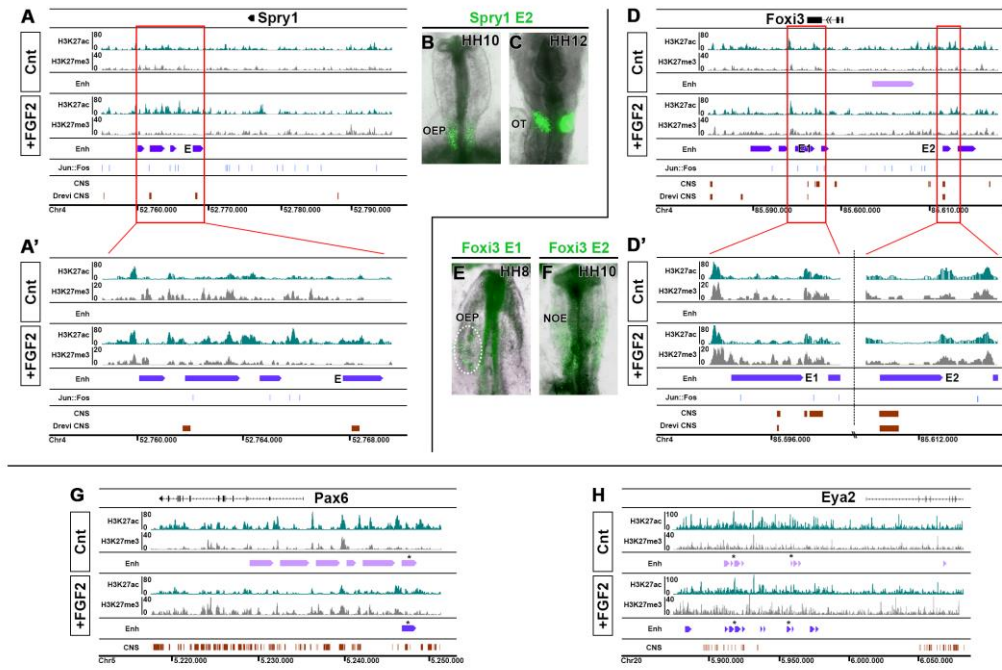 A
Spry1
Cnt
80
H3K27ac
0
40
H3K27me3
0
Enh
+FGF2
80
H3K27ac
0
40
H3K27me3
0
Enh
E
Jun::Fos
CNS
Drevi CNS
Chr4
52.760.000
52.770.000
52.780.000
52.790.000
A'
Cnt
80
H3K27ac
0
20
H3K27me3
0
Enh
+FGF2
80
H3K27ac
0
20
H3K27me3
0
Enh
E
Jun::Fos
CNS
Drevi CNS
Chr4
52.760.000
52.764.000
52.768.000
Spry1 E2
B
HH10
OEP
C
HH12
OT
Foxi3 E1
Foxi3 E2
E
HH8
OEP
F
HH10
NOE
D
Foxi3
Cnt
80
H3K27ac
0
40
H3K27me3
0
Enh
+FGF2
80
H3K27ac
0
40
H3K27me3
0
Enh
E1
E2
Jun::Fos
CNS
Drevi CNS
Chr4
85.590.000
85.600.000
85.610.000
D'
Cnt
80
H3K27ac
0
20
H3K27me3
0
Enh
+FGF2
80
H3K27ac
0
20
H3K27me3
0
Enh
E1
E2
Jun::Fos
CNS
Drevi CNS
Chr4
85.596.000
85.612.000
G
Pax6
Cnt
80
H3K27ac
0
40
H3K27me3
0
Enh
*
+FGF2
80
H3K27ac
0
40
H3K27me3
0
Enh
*
CNS
Chr5
5.220.000
5.230.000
5.240.000
5.250.000
H
Eya2
Cnt
100
H3K27ac
0
40
H3K27me3
0
Enh
* *
+FGF2
100
H3K27ac
0
40
H3K27me3
0
Enh
* *
CNS
Chr20
5.900.000
5.950.000
6.000.000
6.050.000